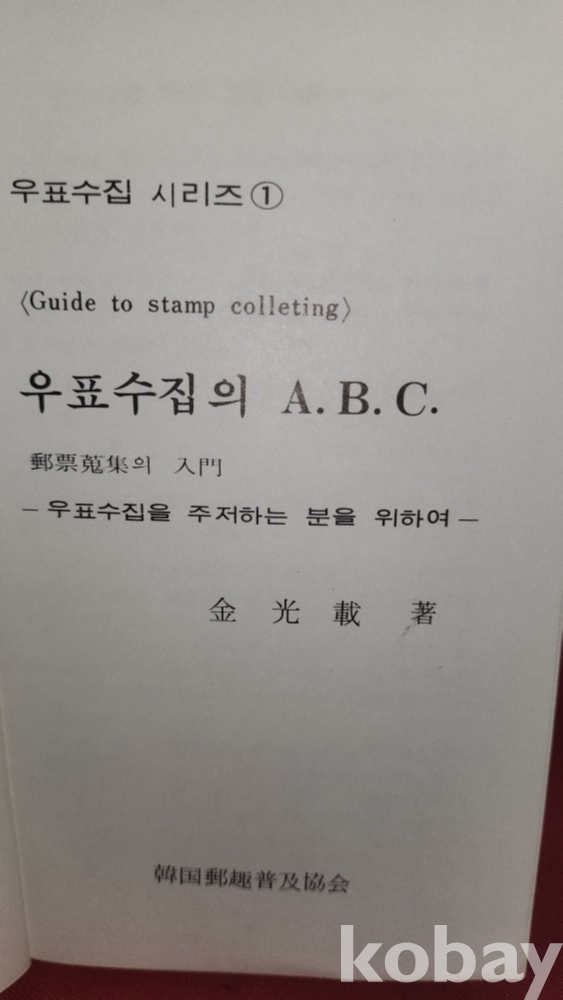 우표수집 시리즈①
〈Guide to stamp colleting〉
우표수집의 A. B. C.
郵票蒐集의 入門
— 우표수집을 주저하는 분을 위하여 —
金 光 載 著
韓国郵趣普及協会
kobay